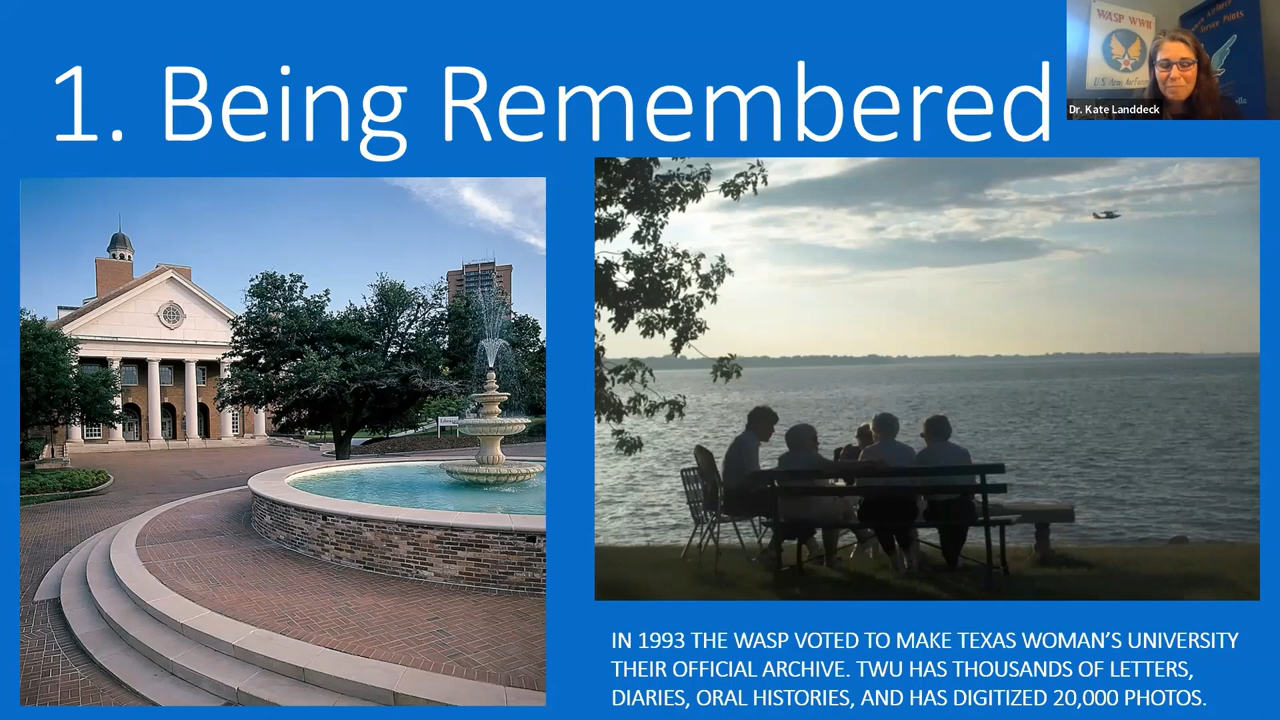 1. Being Remembered
WASP WWII
U.S. Army Air Forces
Dr. Kate Landdeck
IN 1993 THE WASP VOTED TO MAKE TEXAS WOMAN'S UNIVERSITY
THEIR OFFICIAL ARCHIVE. TWU HAS THOUSANDS OF LETTERS,
DIARIES, ORAL HISTORIES, AND HAS DIGITIZED 20,000 PHOTOS.